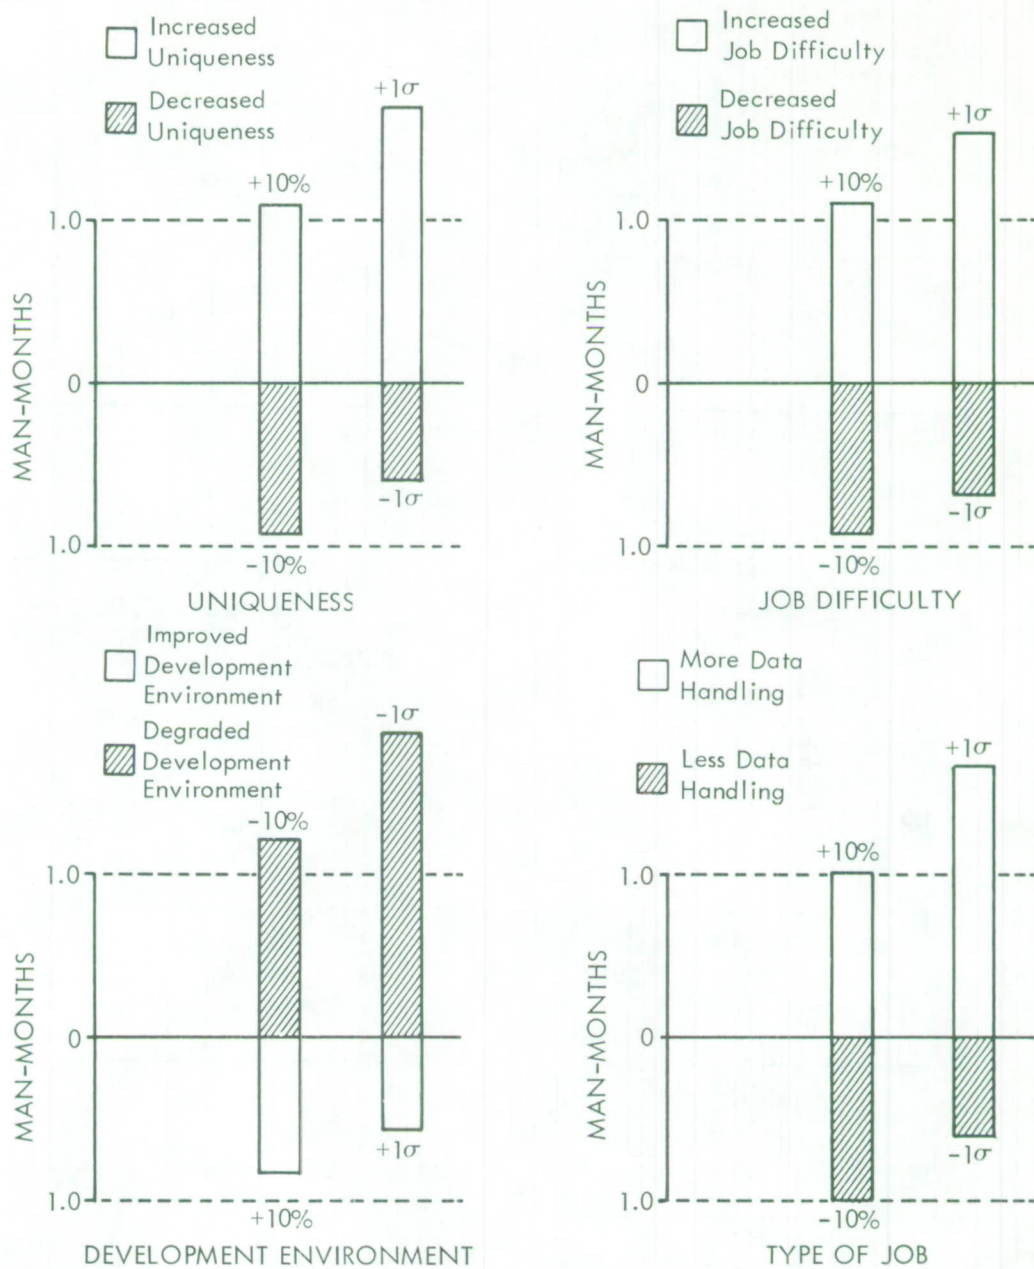 Increased
Uniqueness
Decreased
Uniqueness
+10%
+1σ
1.0
0
1.0
MAN-MONTHS
-10%
-1σ
UNIQUENESS
Increased
Job Difficulty
Decreased
Job Difficulty
+10%
+1σ
1.0
0
1.0
MAN-MONTHS
-10%
-1σ
JOB DIFFICULTY
Improved
Development
Environment
Degraded
Development
Environment
-10%
-1σ
1.0
0
1.0
MAN-MONTHS
+10%
+1σ
DEVELOPMENT ENVIRONMENT
More Data
Handling
Less Data
Handling
+10%
+1σ
1.0
0
1.0
MAN-MONTHS
-10%
-1σ
TYPE OF JOB